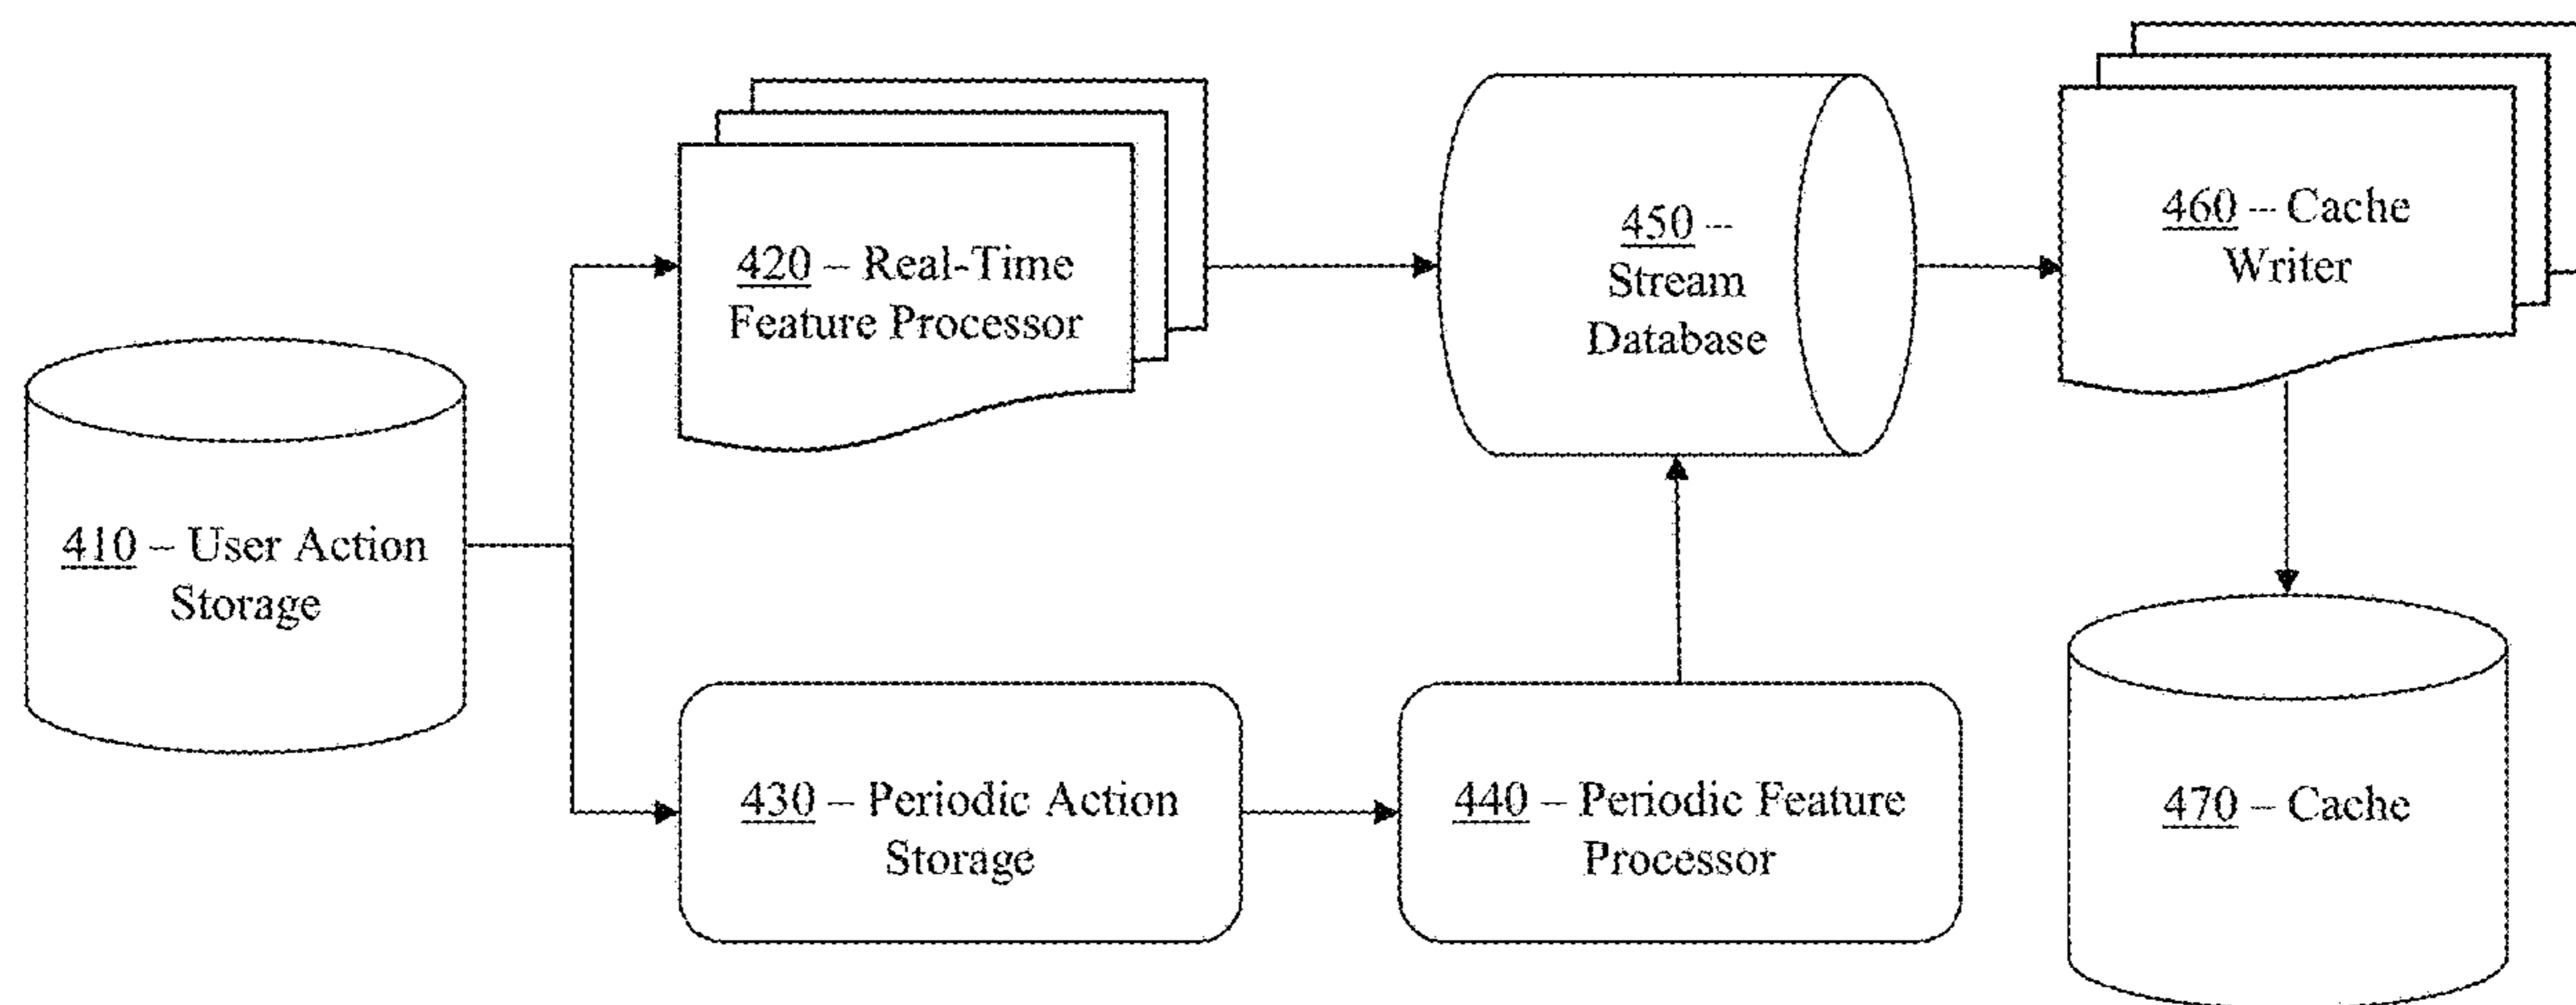 410 – User Action
Storage
420 – Real-Time
Feature Processor
430 – Periodic Action
Storage
440 – Periodic Feature
Processor
450 –
Stream
Database
460 – Cache
Writer
470 – Cache